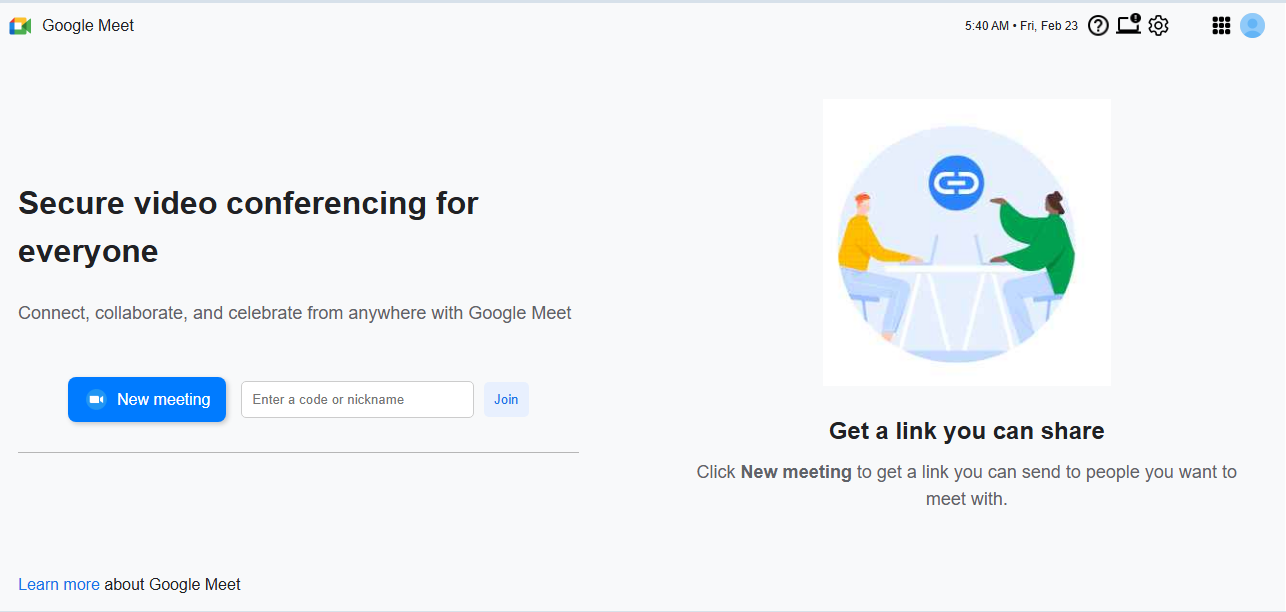 Google Meet
5:40 AM • Fri, Feb 23
Secure video conferencing for
everyone
Connect, collaborate, and celebrate from anywhere with Google Meet
New meeting
Enter a code or nickname
Join
Get a link you can share
Click New meeting to get a link you can send to people you want to
meet with.
Learn more about Google Meet